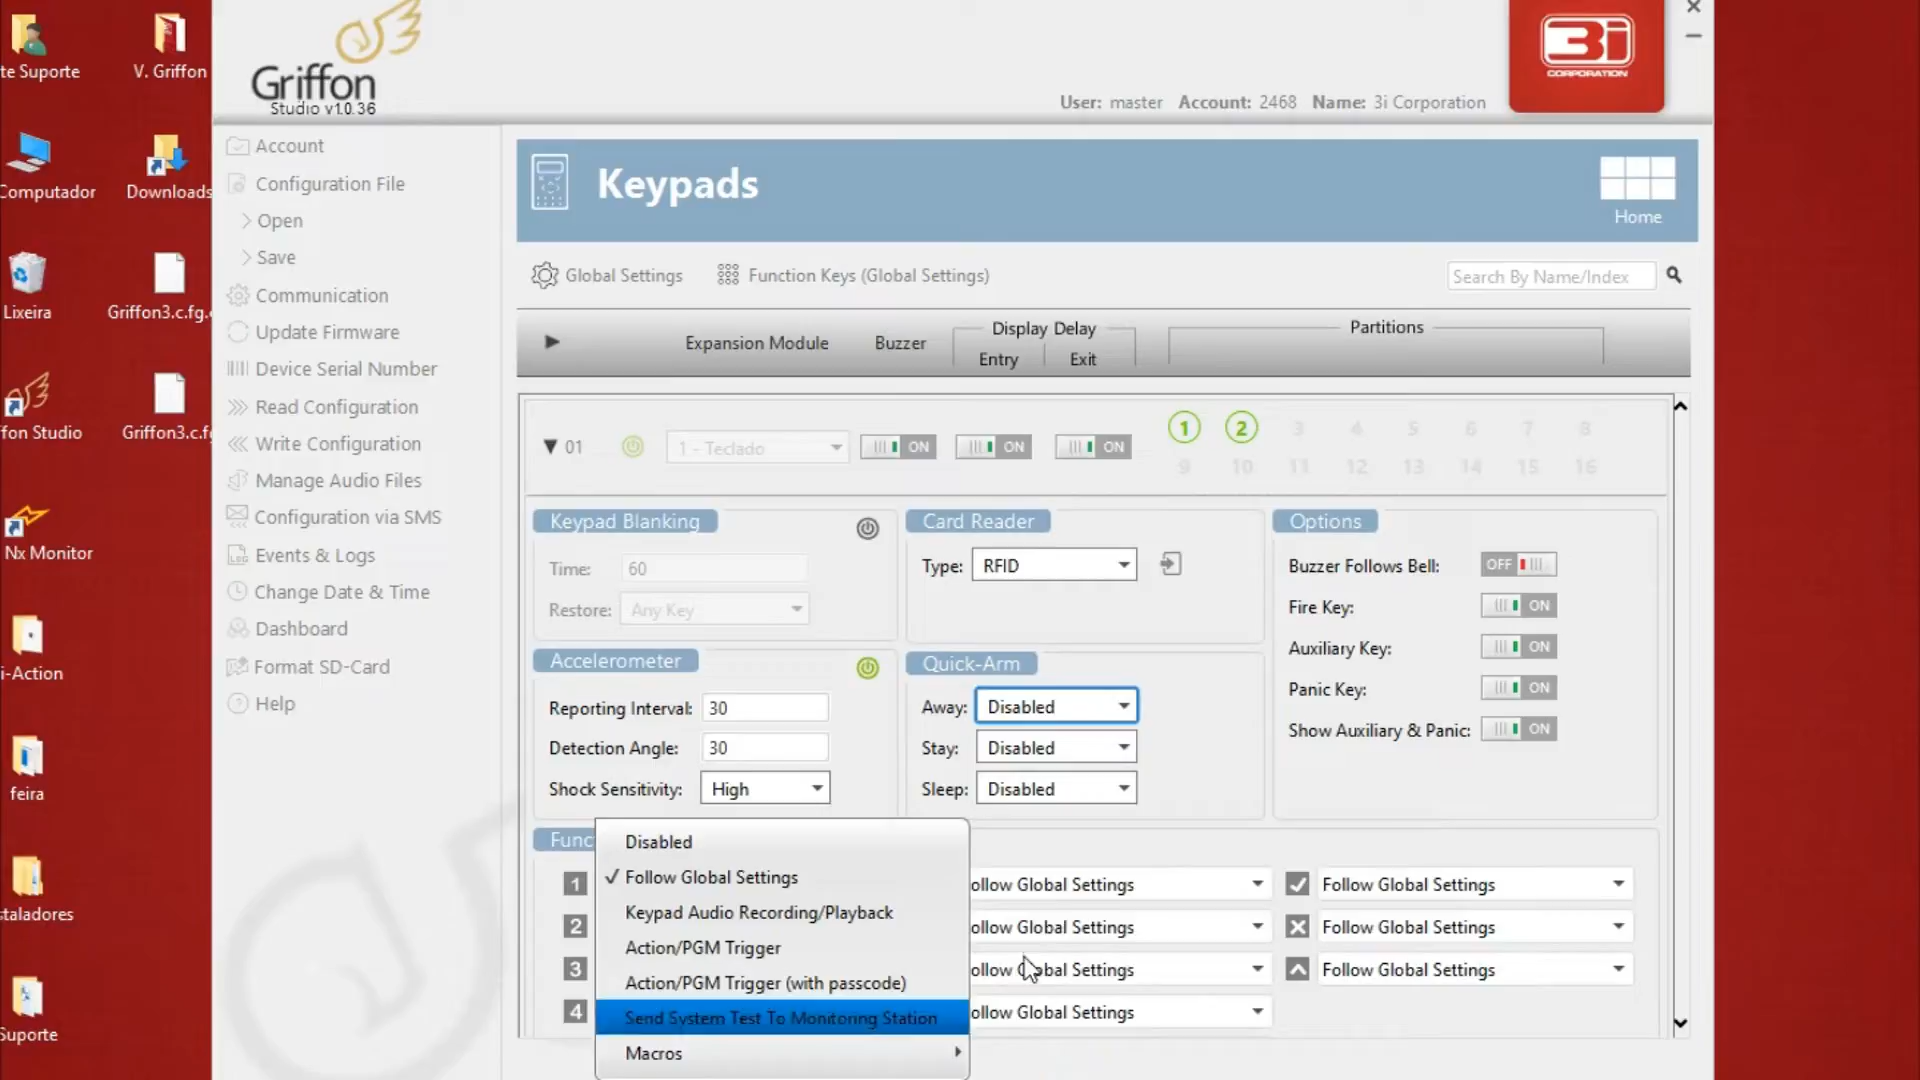 te Suporte
V. Griffon
Computador
Downloads
Lixeira
Griffon3.c.fg.
fon Studio
Griffon3.c.f
Nx Monitor
i-Action
feira
staladores
Suporte
Griffon
Studio v1.0.36
User: master Account: 2468 Name: 3i Corporation
3i
CORPORATION
Account
Configuration File
Open
Save
Communication
Update Firmware
Device Serial Number
Read Configuration
Write Configuration
Manage Audio Files
Configuration via SMS
Events & Logs
Change Date & Time
Dashboard
Format SD-Card
Help
Keypads
Home
Global Settings
Function Keys (Global Settings)
Search By Name/Index
Expansion Module
Buzzer
Display Delay
Entry
Exit
Partitions
01
1 - Teclado
ON
ON
ON
1 2 3 4 5 6 7 8
9 10 11 12 13 14 15 16
Keypad Blanking
Time: 60
Restore: Any Key
Card Reader
Type: RFID
Options
Buzzer Follows Bell: OFF
Fire Key: ON
Auxiliary Key: ON
Panic Key: ON
Show Auxiliary & Panic: ON
Accelerometer
Reporting Interval: 30
Detection Angle: 30
Shock Sensitivity: High
Quick-Arm
Away: Disabled
Stay: Disabled
Sleep: Disabled
Func
1
2
3
4
Disabled
Follow Global Settings
Keypad Audio Recording/Playback
Action/PGM Trigger
Action/PGM Trigger (with passcode)
Send System Test To Monitoring Station
Macros
ollow Global Settings
ollow Global Settings
ollow Global Settings
ollow Global Settings
Follow Global Settings
Follow Global Settings
Follow Global Settings